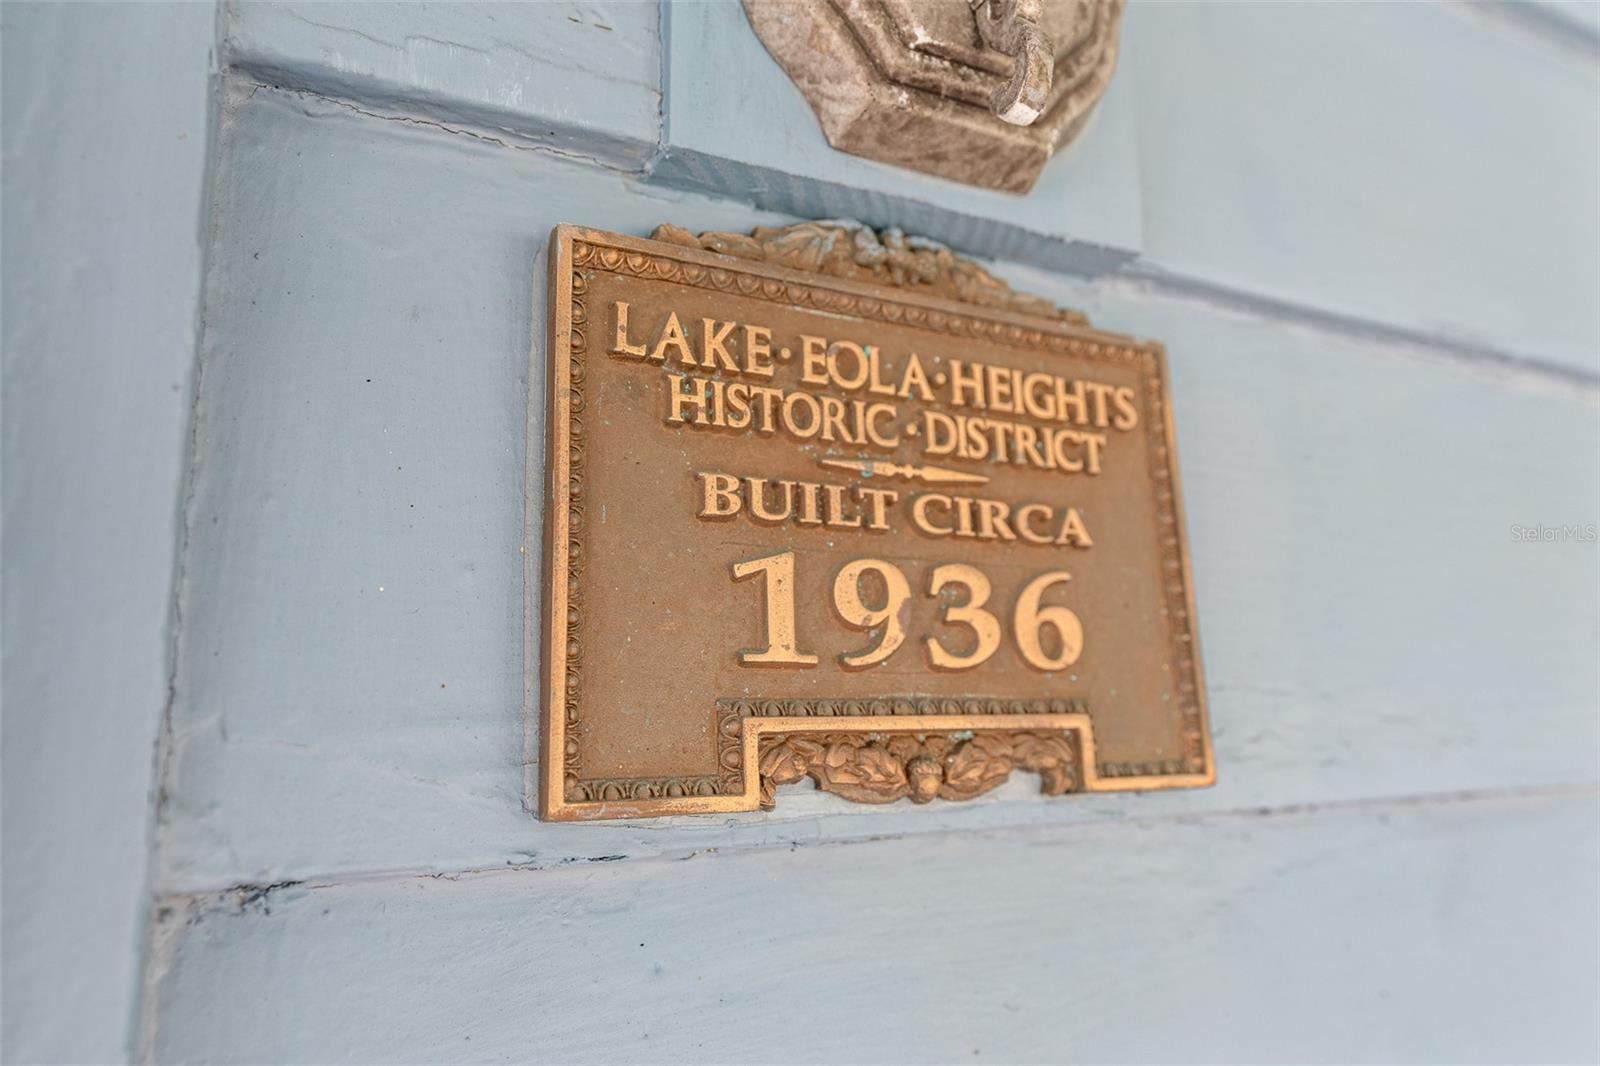 LAKE·EOLA·HEIGHTS
HISTORIC·DISTRICT
BUILT CIRCA
1936
StellarMLS